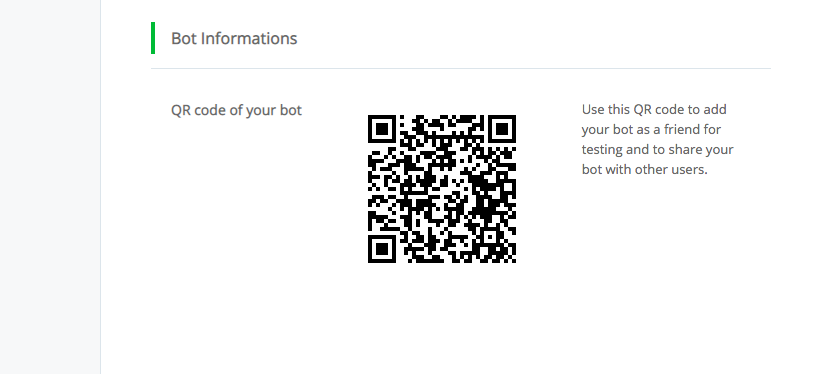 Bot Informations
QR code of your bot
Use this QR code to add
your bot as a friend for
testing and to share your
bot with other users.